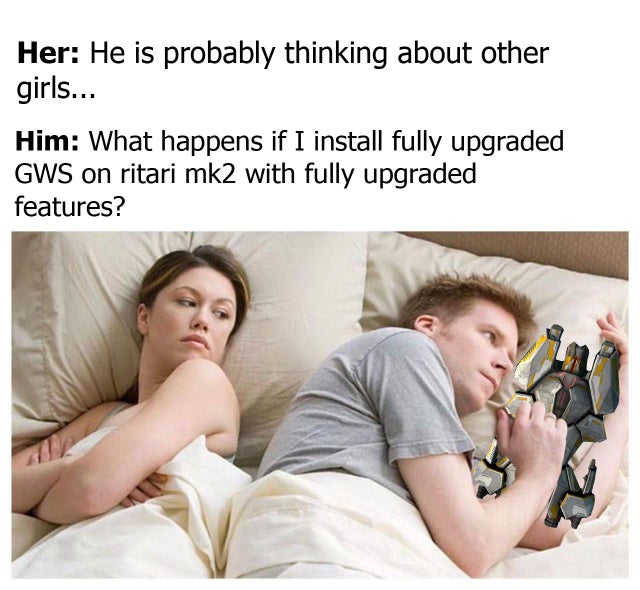 Her: He is probably thinking about other
girls...
Him: What happens if I install fully upgraded
GWS on ritari mk2 with fully upgraded
features?